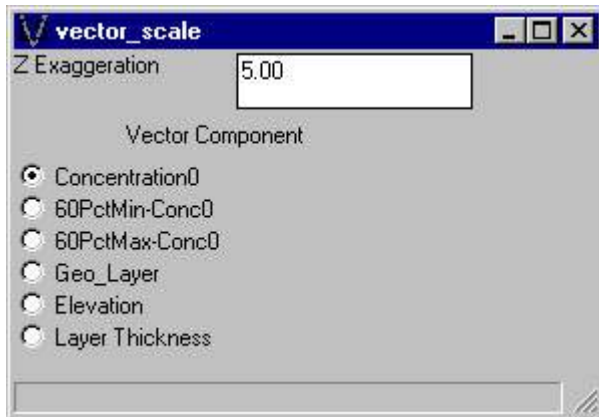 vector_scale
Z Exaggeration 5.00
Vector Component
Concentration0
60PctMin-Conc0
60PctMax-Conc0
Geo_Layer
Elevation
Layer Thickness